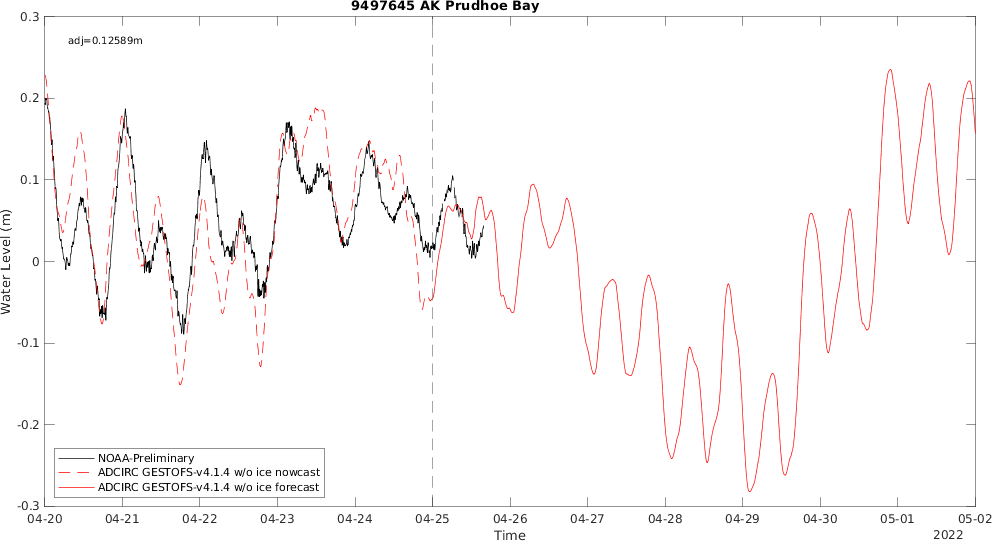 9497645 AK Prudhoe Bay
adj=0.12589m
0.3
0.2
0.1
0
-0.1
-0.2
-0.3
Water Level (m)
NOAA-Preliminary
ADCIRC GESTOFS-v4.1.4 w/o ice nowcast
ADCIRC GESTOFS-v4.1.4 w/o ice forecast
04-20 04-21 04-22 04-23 04-24 04-25 04-26 04-27 04-28 04-29 04-30 05-01 05-02
Time
2022